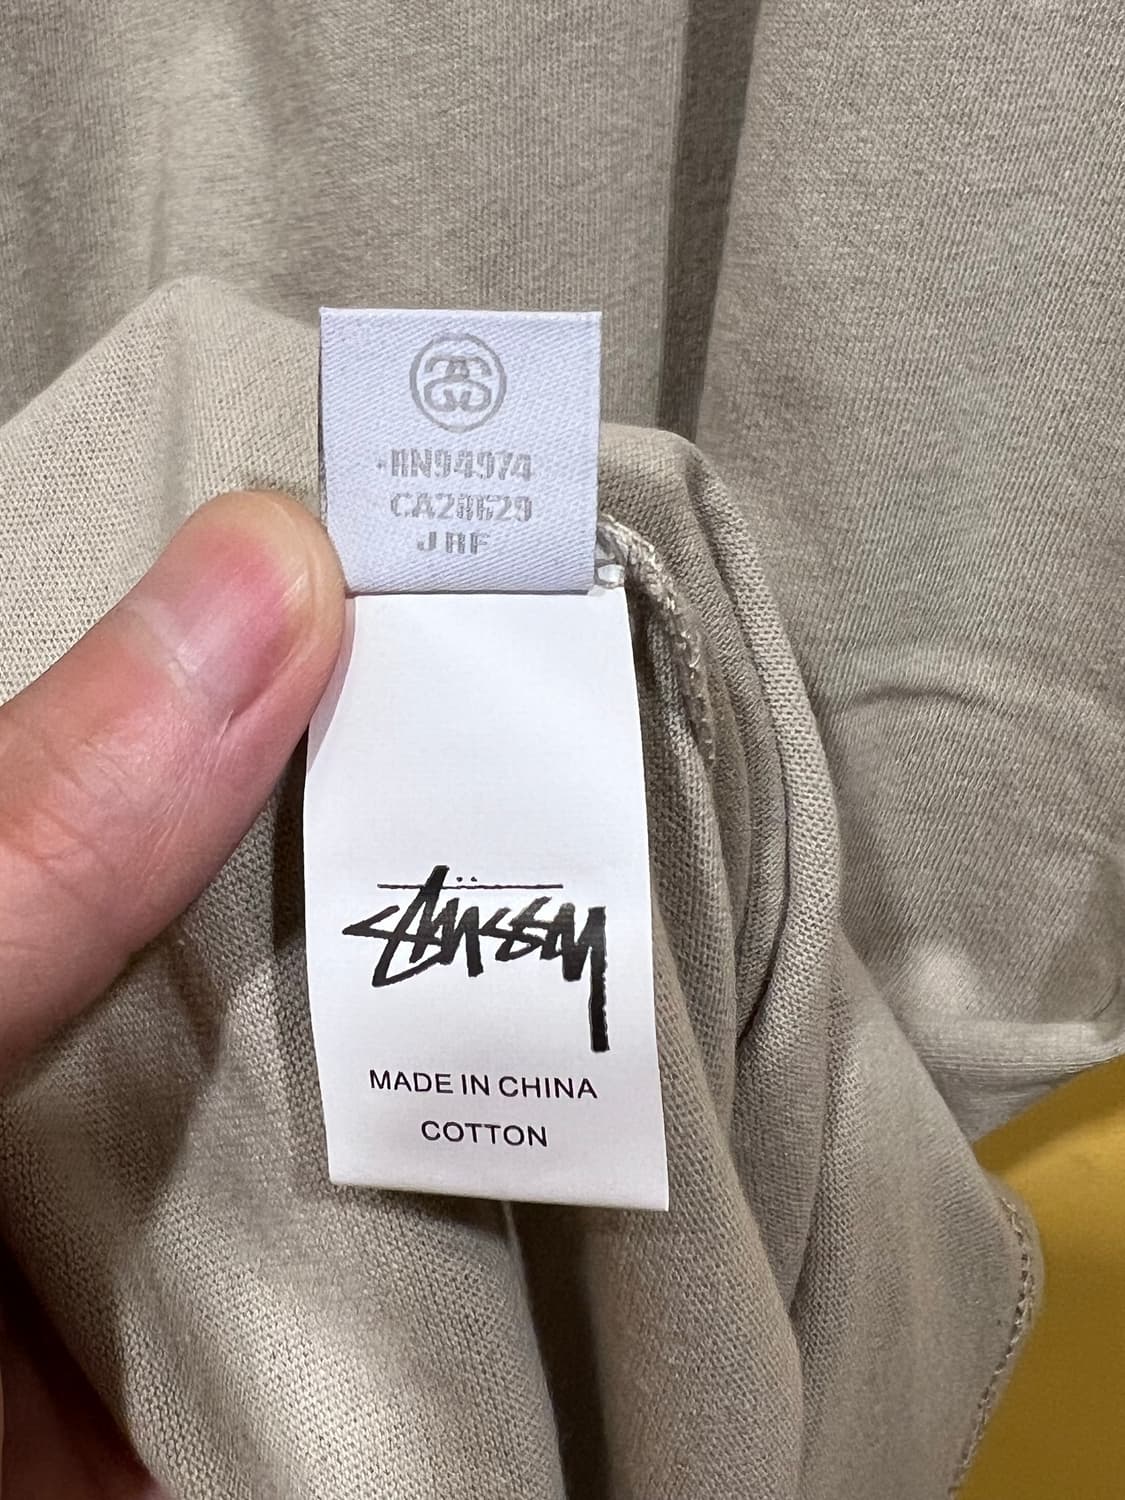 RN94974
CA28629
JRF
STÜSSY
MADE IN CHINA
COTTON